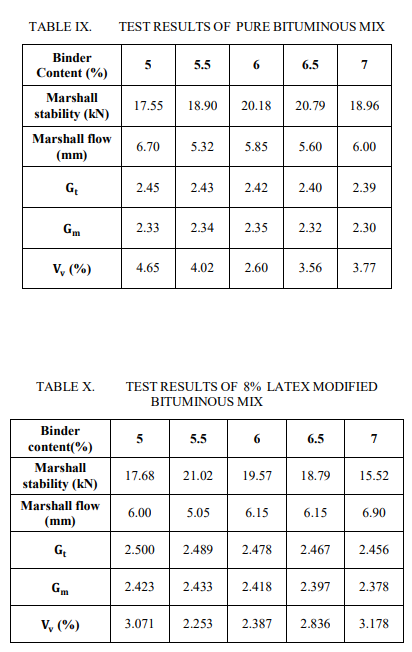 TABLE IX. TEST RESULTS OF PURE BITUMINOUS MIX
Binder
Content (%) 5 5.5 6 6.5 7
Marshall
stability (kN) 17.55 18.90 20.18 20.79 18.96
Marshall flow
(mm) 6.70 5.32 5.85 5.60 6.00
Gt 2.45 2.43 2.42 2.40 2.39
Gm 2.33 2.34 2.35 2.32 2.30
Vv (%) 4.65 4.02 2.60 3.56 3.77
TABLE X. TEST RESULTS OF 8% LATEX MODIFIED
BITUMINOUS MIX
Binder
content(%) 5 5.5 6 6.5 7
Marshall
stability (kN) 17.68 21.02 19.57 18.79 15.52
Marshall flow
(mm) 6.00 5.05 6.15 6.15 6.90
Gt 2.500 2.489 2.478 2.467 2.456
Gm 2.423 2.433 2.418 2.397 2.378
Vv (%) 3.071 2.253 2.387 2.836 3.178